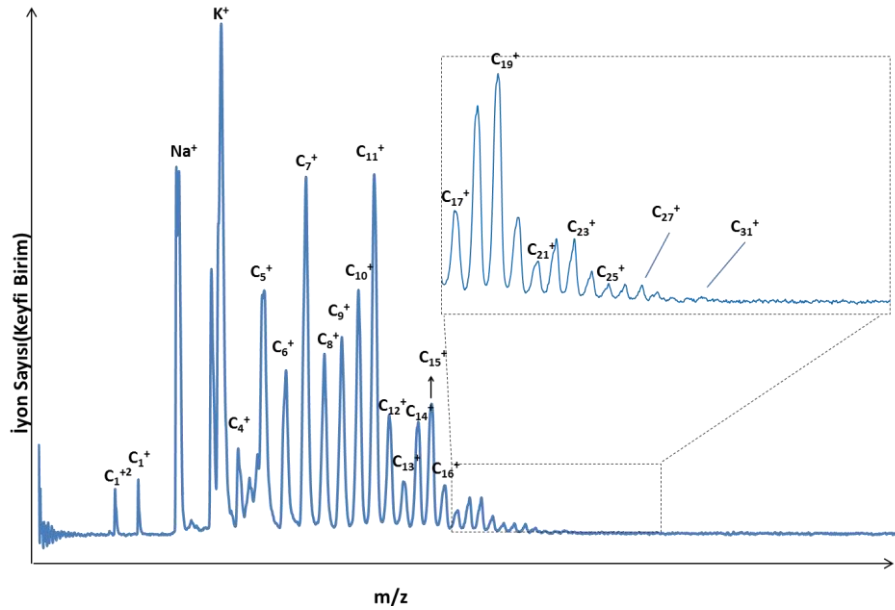 K⁺
C₁₉⁺
Na⁺
C₇⁺
C₁₁⁺
C₁₇⁺
C₂₇⁺
C₂₃⁺
C₃₁⁺
C₂₁⁺
C₅⁺
C₁₀⁺
C₂₅⁺
C₉⁺
C₈⁺
C₆⁺
C₁₅⁺
C₄⁺
C₁₂⁺
C₁₄⁺
C₁₃⁺
C₁₆⁺
C₁⁺²
C₁⁺
İyon Sayısı(Keyfi Birim)
m/z